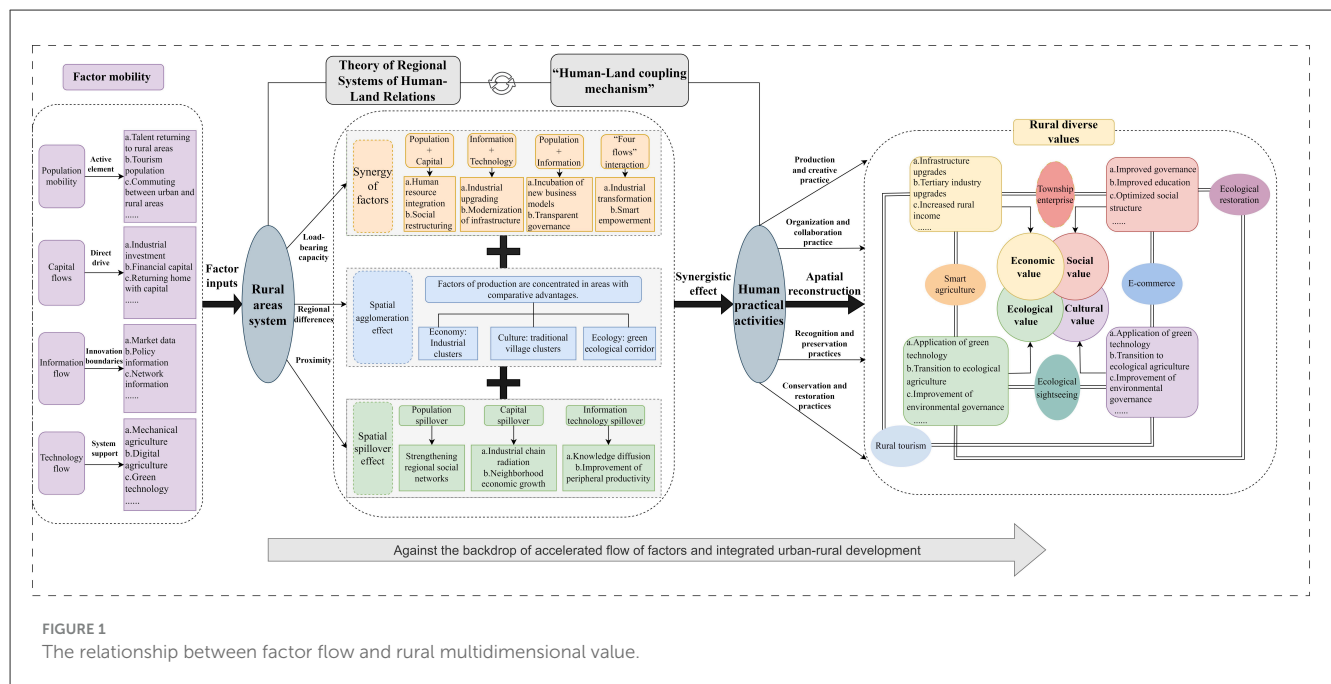 Factor mobility
Population
mobility
Active
element
a.Talent returning
to rural areas
b.Tourism
population
c.Commuting
between urban and
rural areas
......
Capital
flows
Direct
drive
a.Industrial
investment
b.Financial capital
c.Returning home
with capital
......
Information
flow
Innovation
boundaries
a.Market data
b.Policy
information
c.Network
information
......
Technology
flow
System
support
a.Mechanical
agriculture
b.Digital
agriculture
c.Green
technology
......
Factor
inputs
Rural
areas
system
Theory of Regional
Systems of Human-
Land Relations
“Human-Land coupling
mechanism”
Load-
bearing
capacity
Regional
differences
Proximity
Synergy
of
factors
Population
+
Capital
Information
+
Technology
Population
+
Information
“Four
flows”
interaction
a.Human
resource
integration
b.Social
restructuring
a.Industrial
upgrading
b.Modernization
of infrastructure
a.Incubation of
new business
models
b.Transparent
governance
a.Industrial
transformation
b.Smart
empowerment
Spatial
agglomeration
effect
Factors of production are concentrated in areas with
comparative advantages.
Economy:
Industrial
clusters
Culture: traditional
village clusters
Ecology: green
ecological corridor
Spatial
spillover
effect
Population
spillover
Capital
spillover
Information
technology spillover
Strengthening
regional social
networks
a.Industrial chain
radiation
b.Neighborhood
economic growth
a.Knowledge diffusion
b.Improvement of
peripheral productivity
Synergistic
effect
Human
practical
activities
Production
and creative
practice
Organization and
collaboration
practice
Apatial
reconstruction
Recognition and
preservation
practices
Conservation and
restoration
practices
Rural diverse
values
a.Infrastructure
upgrades
b.Tertiary industry
upgrades
c.Increased rural
income
......
Township
enterprise
a.Improved governance
b.Improved education
c.Optimized social
structure
......
Ecological
restoration
Smart
agriculture
Economic
value
Social
value
Ecological
value
Cultural
value
E-commerce
a.Application of green
technology
b.Transition to ecological
agriculture
c.Improvement of
environmental governance
......
Ecological
sightseeing
a.Application of green
technology
b.Transition to
ecological agriculture
c.Improvement of
environmental
governance
......
Rural tourism
Against the backdrop of accelerated flow of factors and integrated urban-rural development
FIGURE 1
The relationship between factor flow and rural multidimensional value.